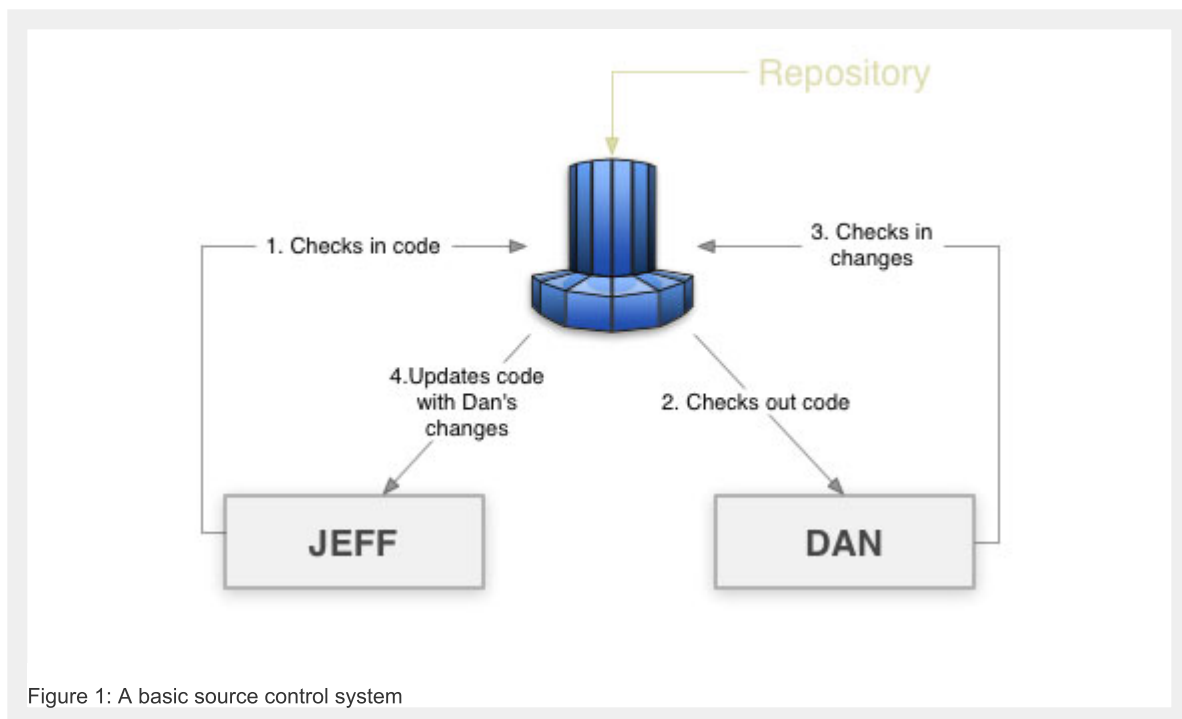 Repository
1. Checks in code
3. Checks in
changes
4.Updates code
with Dan's
changes
2. Checks out code
JEFF
DAN
Figure 1: A basic source control system